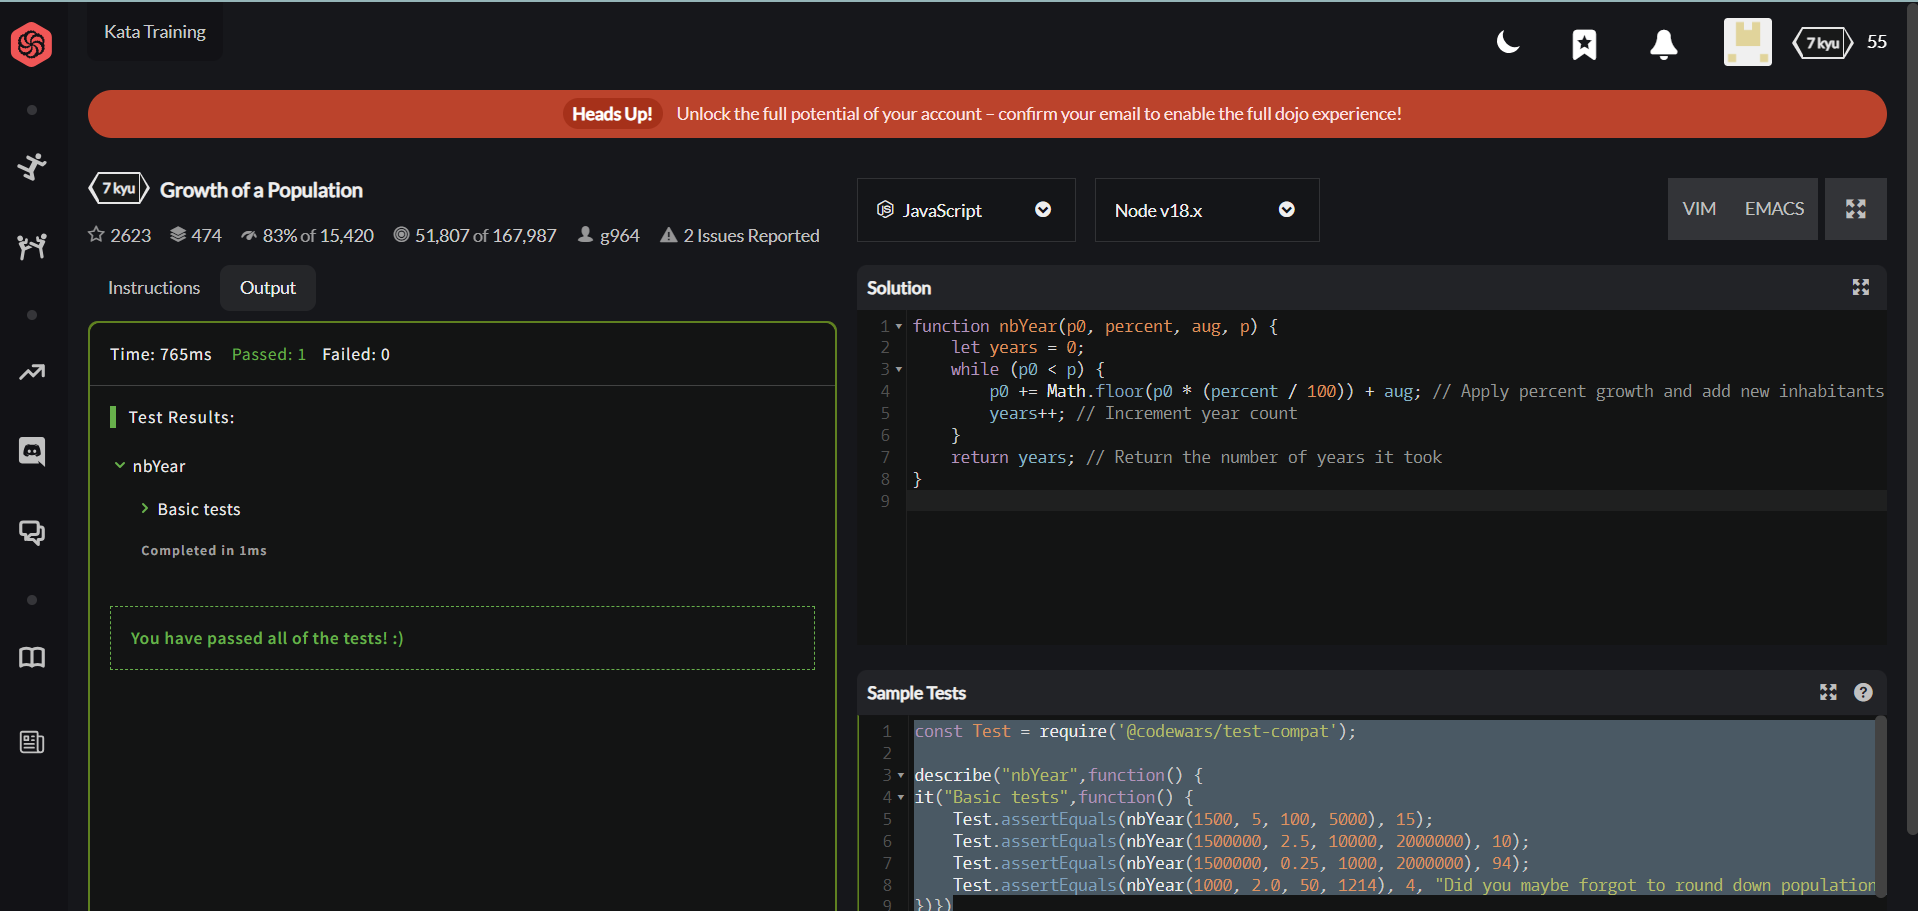 Kata Training
7 kyu 55
Heads Up! Unlock the full potential of your account – confirm your email to enable the full dojo experience!
7 kyu Growth of a Population
2623 474 83% of 15,420 51,807 of 167,987 g964 2 Issues Reported
Instructions Output
Time: 765ms Passed: 1 Failed: 0
Test Results:
nbYear
Basic tests
Completed in 1ms
You have passed all of the tests! :)
JavaScript Node v18.x VIM EMACS
Solution
1 function nbYear(p0, percent, aug, p) {
2 let years = 0;
3 while (p0 < p) {
4 p0 += Math.floor(p0 * (percent / 100)) + aug; // Apply percent growth and add new inhabitants
5 years++; // Increment year count
6 }
7 return years; // Return the number of years it took
8 }
9
Sample Tests ?
1 const Test = require('@codewars/test-compat');
2
3 describe("nbYear",function() {
4 it("Basic tests",function() {
5 Test.assertEquals(nbYear(1500, 5, 100, 5000), 15);
6 Test.assertEquals(nbYear(1500000, 2.5, 10000, 2000000), 10);
7 Test.assertEquals(nbYear(1500000, 0.25, 1000, 2000000), 94);
8 Test.assertEquals(nbYear(1000, 2.0, 50, 1214), 4, "Did you maybe forgot to round down population
9 })})